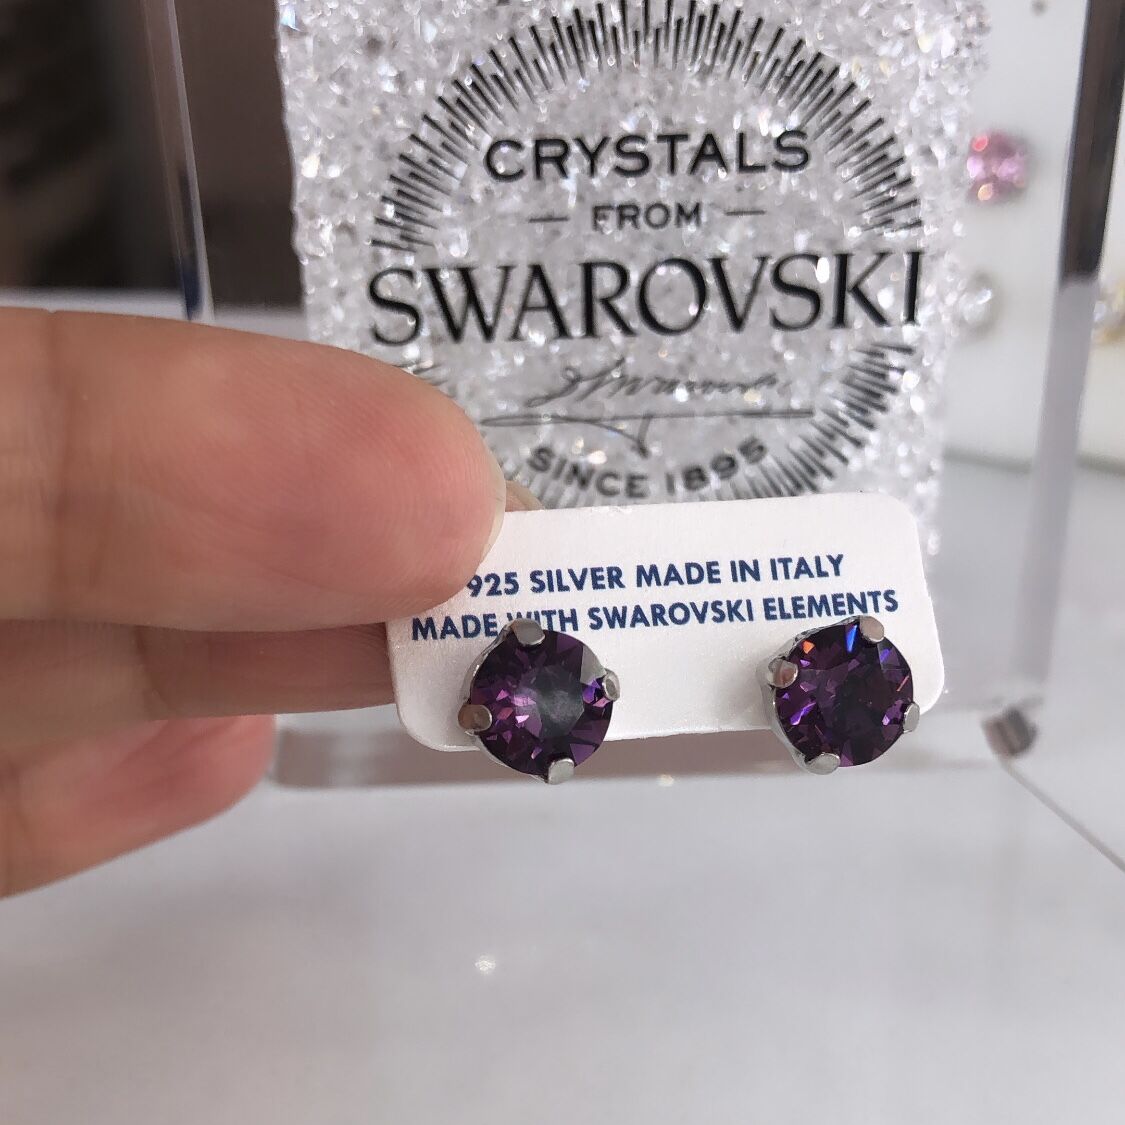 CRYSTALS
— FROM —
SWAROVSKI
SINCE 1895
925 SILVER MADE IN ITALY
MADE WITH SWAROVSKI ELEMENTS